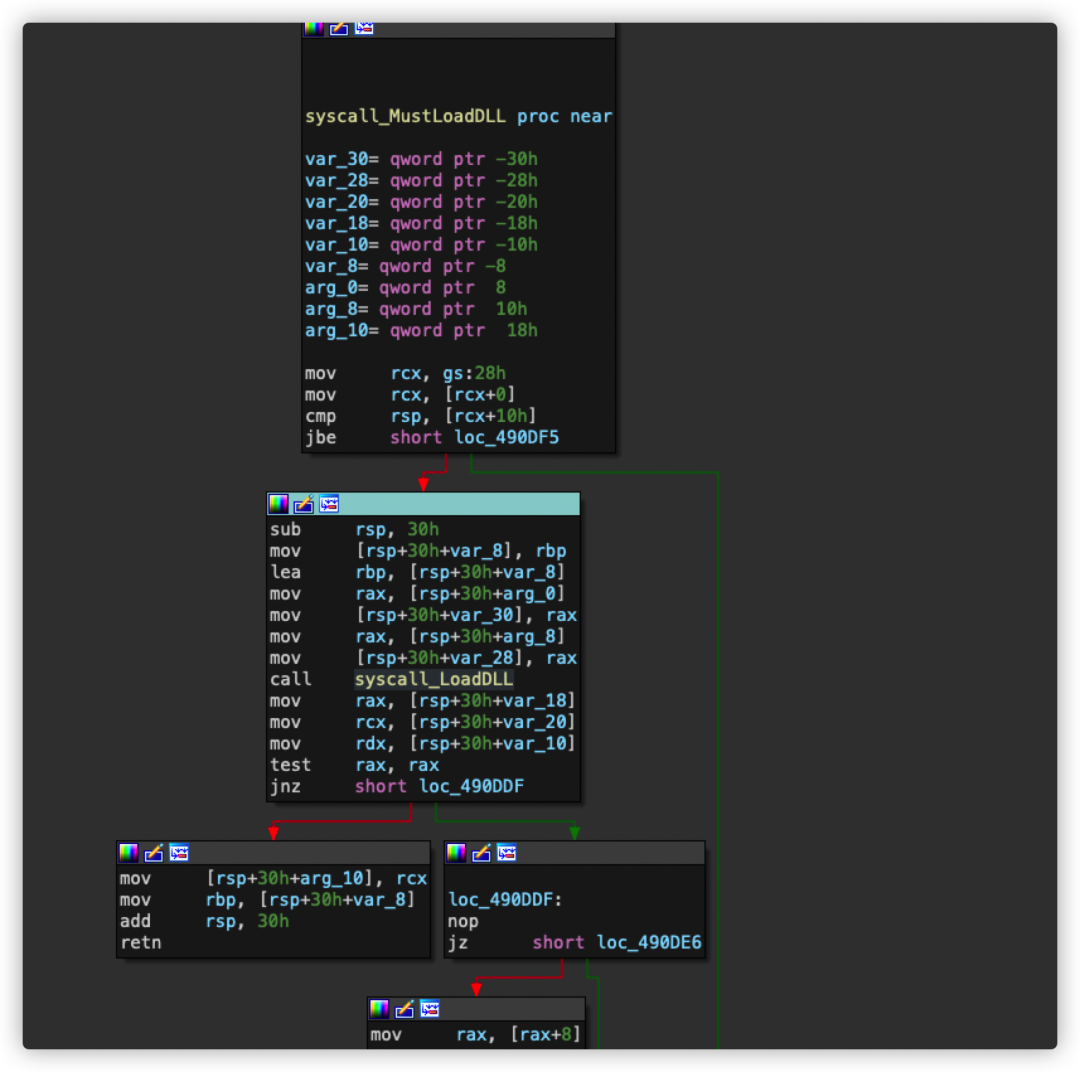 syscall_MustLoadDLL proc near
var_30= qword ptr -30h
var_28= qword ptr -28h
var_20= qword ptr -20h
var_18= qword ptr -18h
var_10= qword ptr -10h
var_8= qword ptr -8
arg_0= qword ptr  8
arg_8= qword ptr  10h
arg_10= qword ptr  18h
mov     rcx, gs:28h
mov     rcx, [rcx+0]
cmp     rsp, [rcx+10h]
jbe     short loc_490DF5
sub     rsp, 30h
mov     [rsp+30h+var_8], rbp
lea     rbp, [rsp+30h+var_8]
mov     rax, [rsp+30h+arg_0]
mov     [rsp+30h+var_30], rax
mov     rax, [rsp+30h+arg_8]
mov     [rsp+30h+var_28], rax
call    syscall_LoadDLL
mov     rax, [rsp+30h+var_18]
mov     rcx, [rsp+30h+var_20]
mov     rdx, [rsp+30h+var_10]
test    rax, rax
jnz     short loc_490DDF
mov     [rsp+30h+arg_10], rcx
mov     rbp, [rsp+30h+var_8]
add     rsp, 30h
retn
loc_490DDF:
nop
jz      short loc_490DE6
mov     rax, [rax+8]